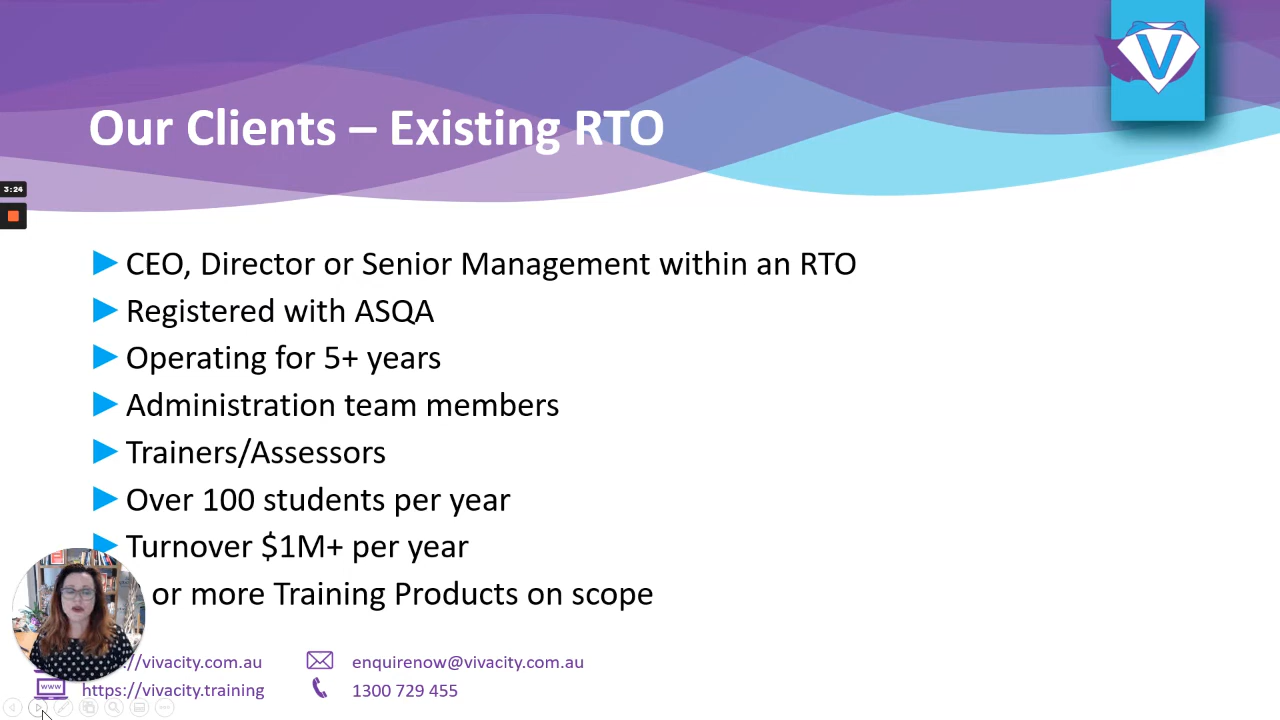 V
Our Clients – Existing RTO
3:24
CEO, Director or Senior Management within an RTO
Registered with ASQA
Operating for 5+ years
Administration team members
Trainers/Assessors
Over 100 students per year
Turnover $1M+ per year
or more Training Products on scope
//vivacity.com.au
enquirenow@vivacity.com.au
www
https://vivacity.training
1300 729 455